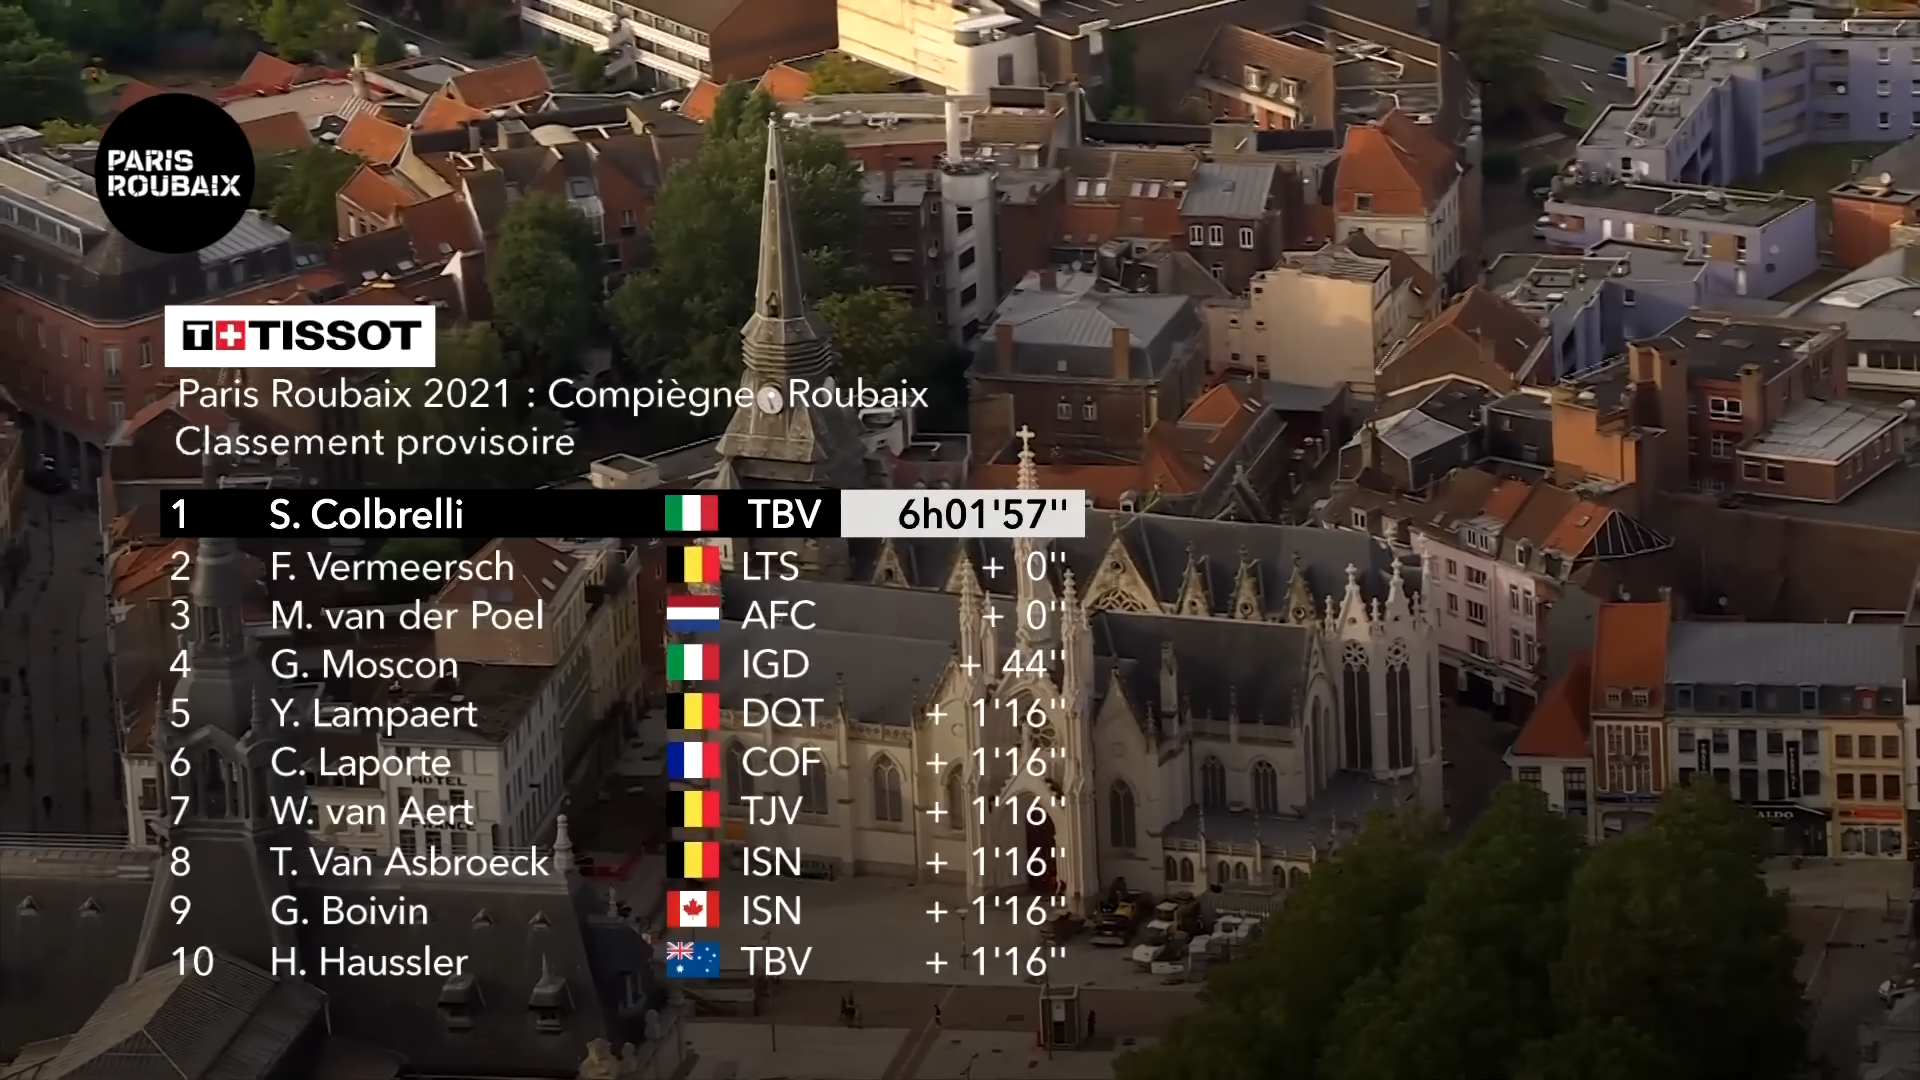 PARIS
ROUBAIX
T+TISSOT
Paris Roubaix 2021 : Compiègne • Roubaix
Classement provisoire
1 S. Colbrelli TBV 6h01'57''
2 F. Vermeersch LTS + 0''
3 M. van der Poel AFC + 0''
4 G. Moscon IGD + 44''
5 Y. Lampaert DQT + 1'16''
6 C. Laporte COF + 1'16''
7 W. van Aert TJV + 1'16''
8 T. Van Asbroeck ISN + 1'16''
9 G. Boivin ISN + 1'16''
10 H. Haussler TBV + 1'16''
HOTEL
FRANCE
ALDO